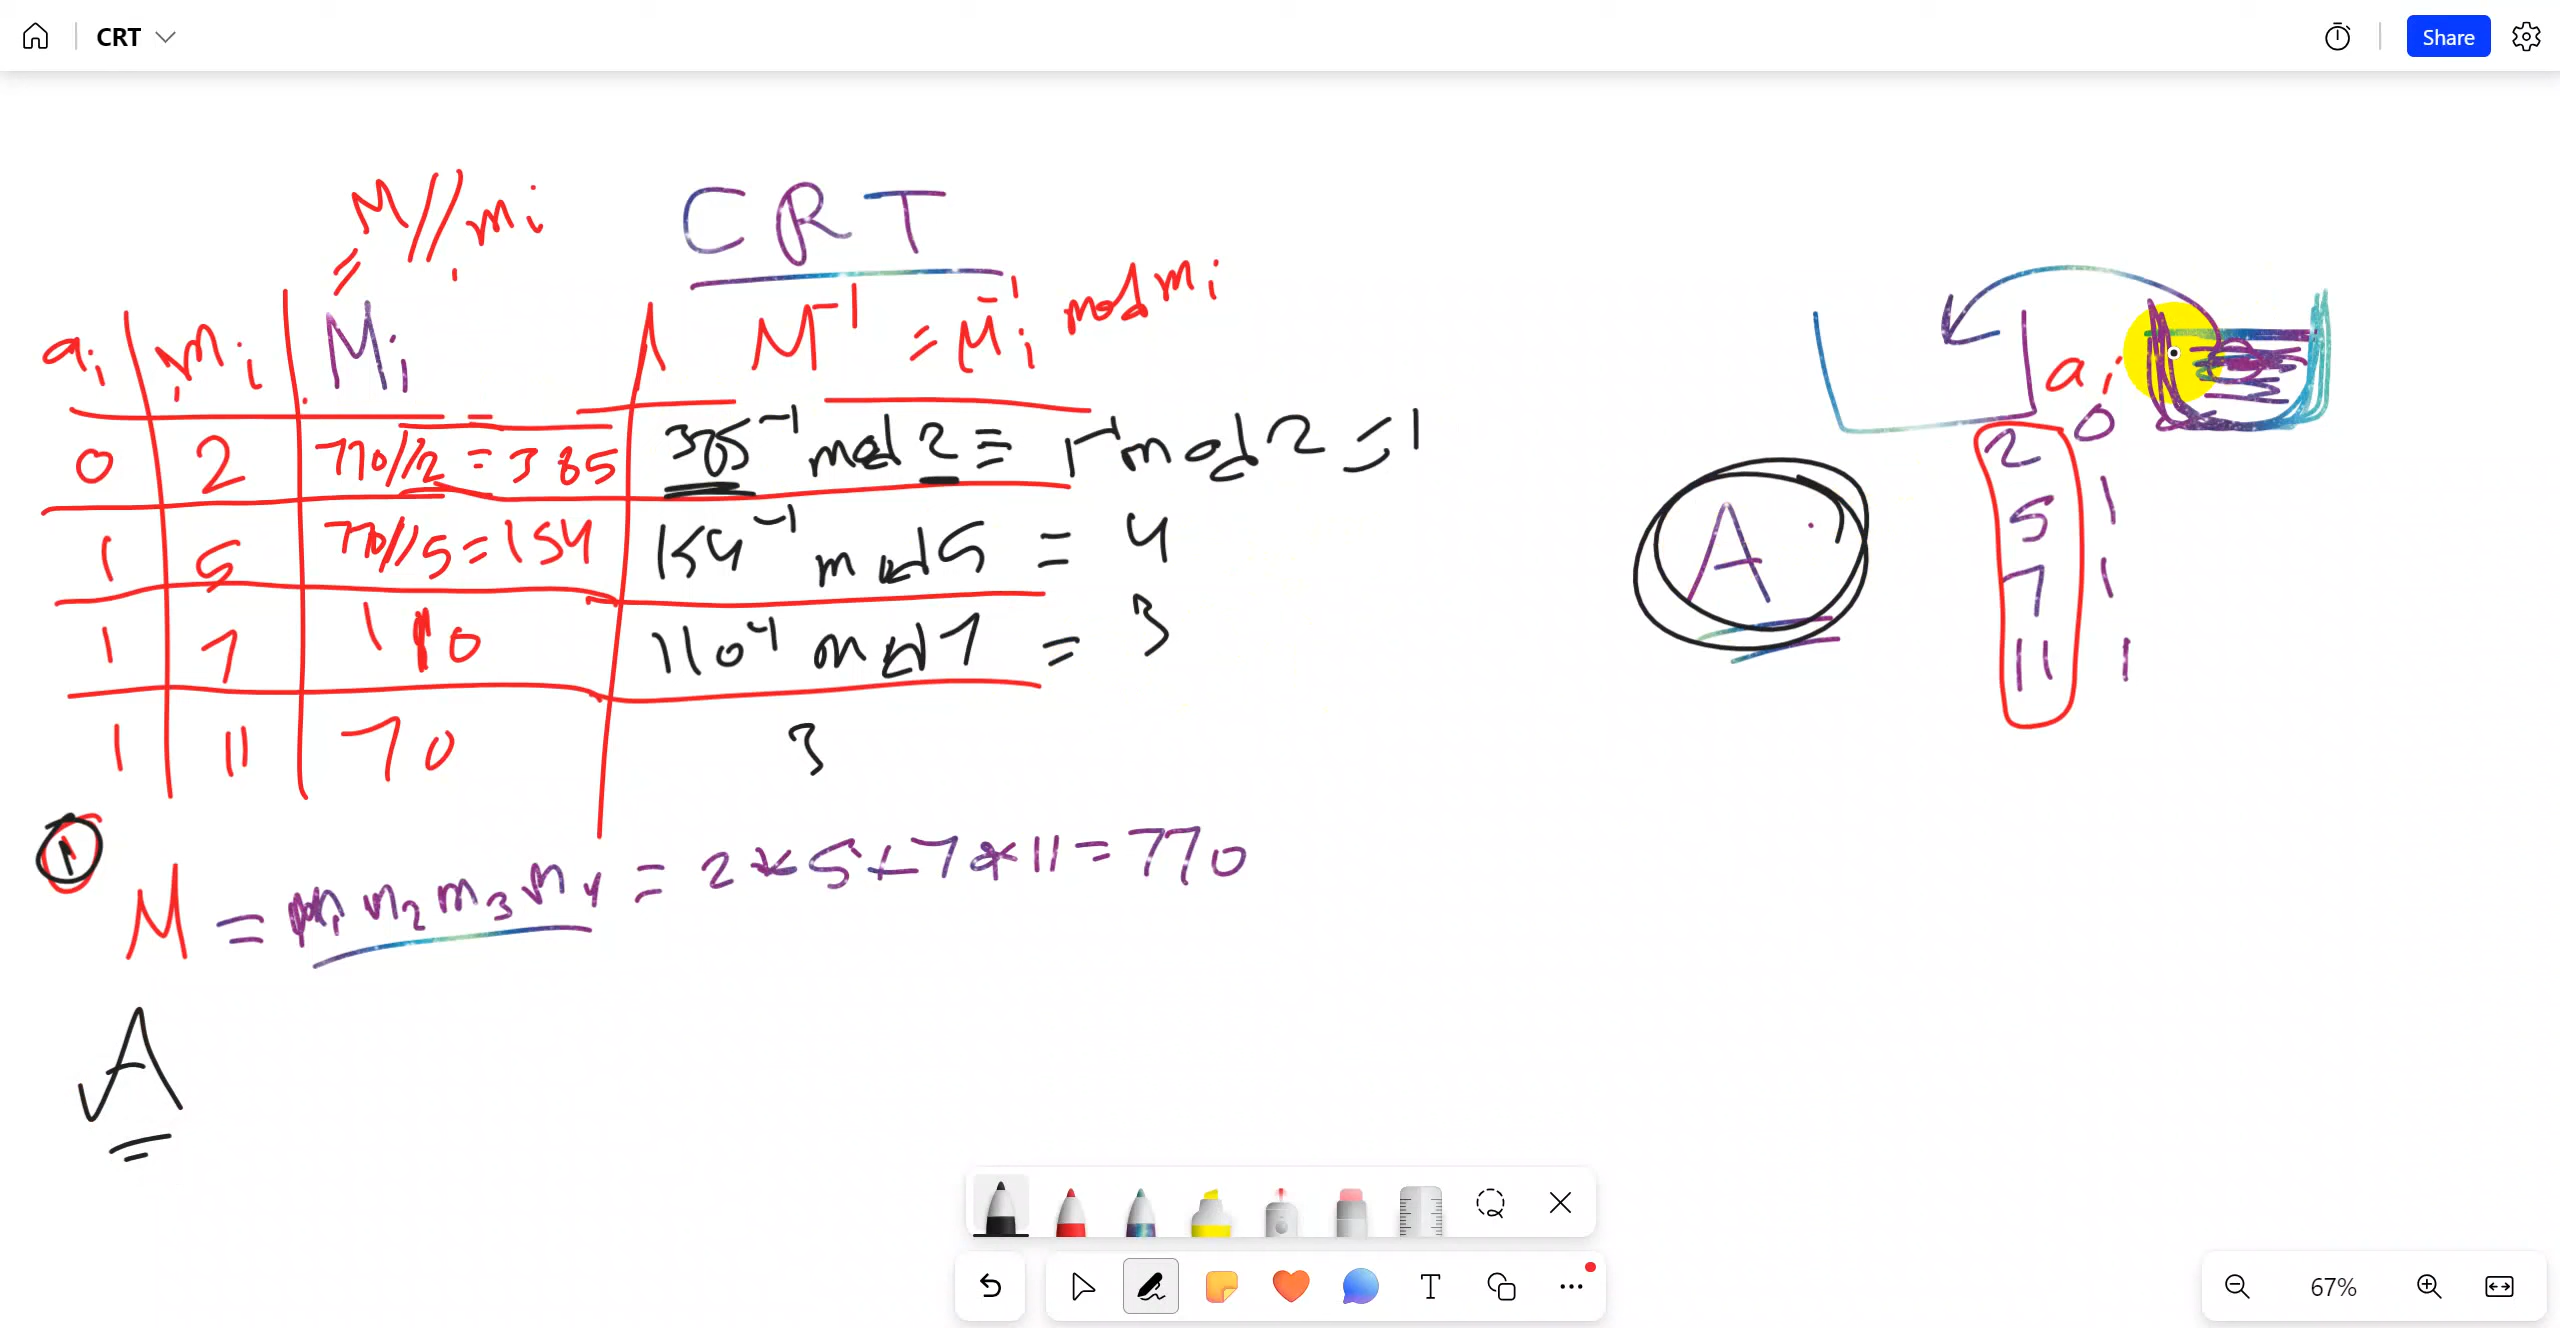 CRT
Share
= M//mi
CRT
ai mi Mi M⁻¹ = Mi⁻¹ mod mi
0 2 770//2 = 385 385⁻¹ mod 2 ≡ 1⁻¹ mod 2 = 1
1 5 770//5 = 154 154⁻¹ mod 5 = 4
1 7 110 110⁻¹ mod 7 = 3
1 11 70 3
1
M = m1 m2 m3 m4 = 2 * 5 * 7 * 11 = 770
A
ai
2 0
5 1
7 1
11 1
A
T
67%